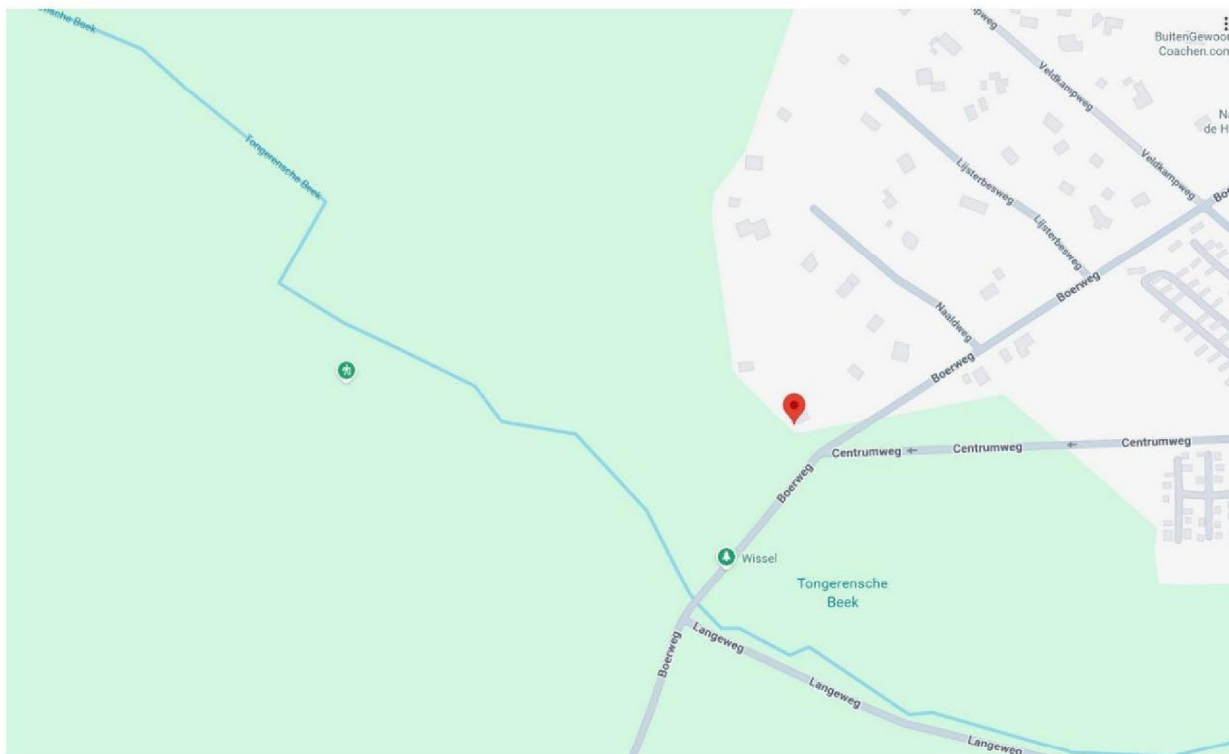 Tongerensche Beek
BuitenGewoon
Coachen.com
Veldkampweg
Tongerensche Beek
Lijsterbesweg
Veldkampweg
Lijsterbesweg
Boerweg
Naaldweg
Boerweg
Centrumweg
Centrumweg
Centrumweg
Boerweg
Wissel
Tongerensche
Beek
Langeweg
Boerweg
Langeweg
Langeweg